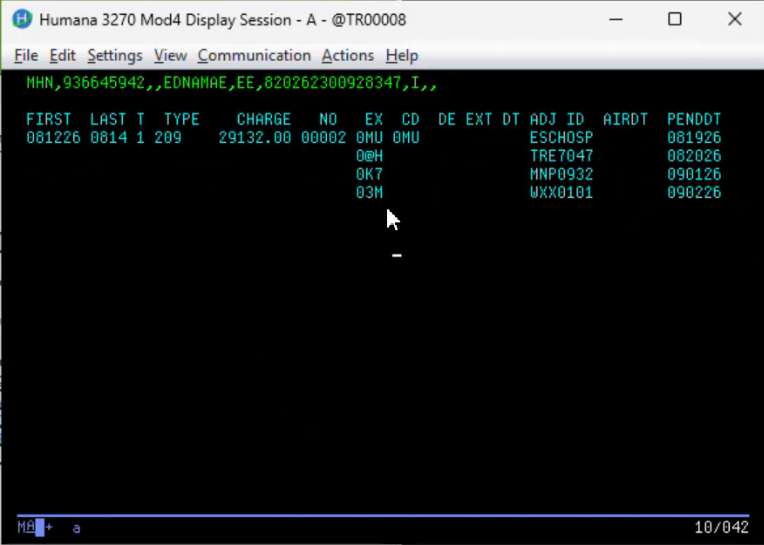 Humana 3270 Mod4 Display Session - A - @TR00008
File Edit Settings View Communication Actions Help
MHN,936645942,,EDNAMAE,EE,820262300928347,I,,
FIRST LAST T TYPE CHARGE NO EX CD DE EXT DT ADJ ID AIRDT PENDDT
081226 0814 1 209 29132.00 00002 0MU 0MU ESCHOSP 081926
0@H TRE7047 082026
0K7 MNP0932 090126
03M WXX0101 090226
MA + a 10/042